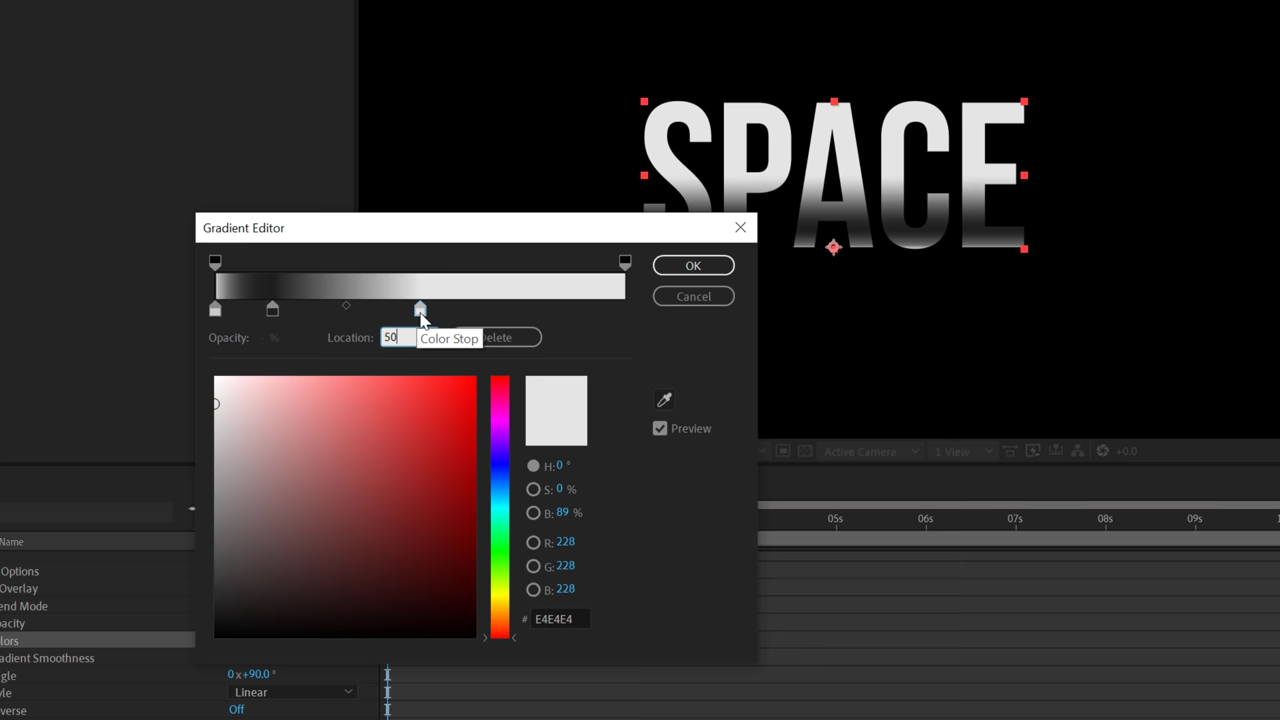 SPACE
Gradient Editor
OK
Cancel
Opacity: - %
Location: 50
elete
Color Stop
Preview
H: 0 °
S: 0 %
B: 89 %
R: 228
G: 228
B: 228
# E4E4E4
Active Camera
1 View
+0.0
05s
06s
07s
08s
09s
1
Name
Options
Overlay
end Mode
pacity
lors
adient Smoothness
gle
0 x+90.0 °
yle
Linear
verse
Off